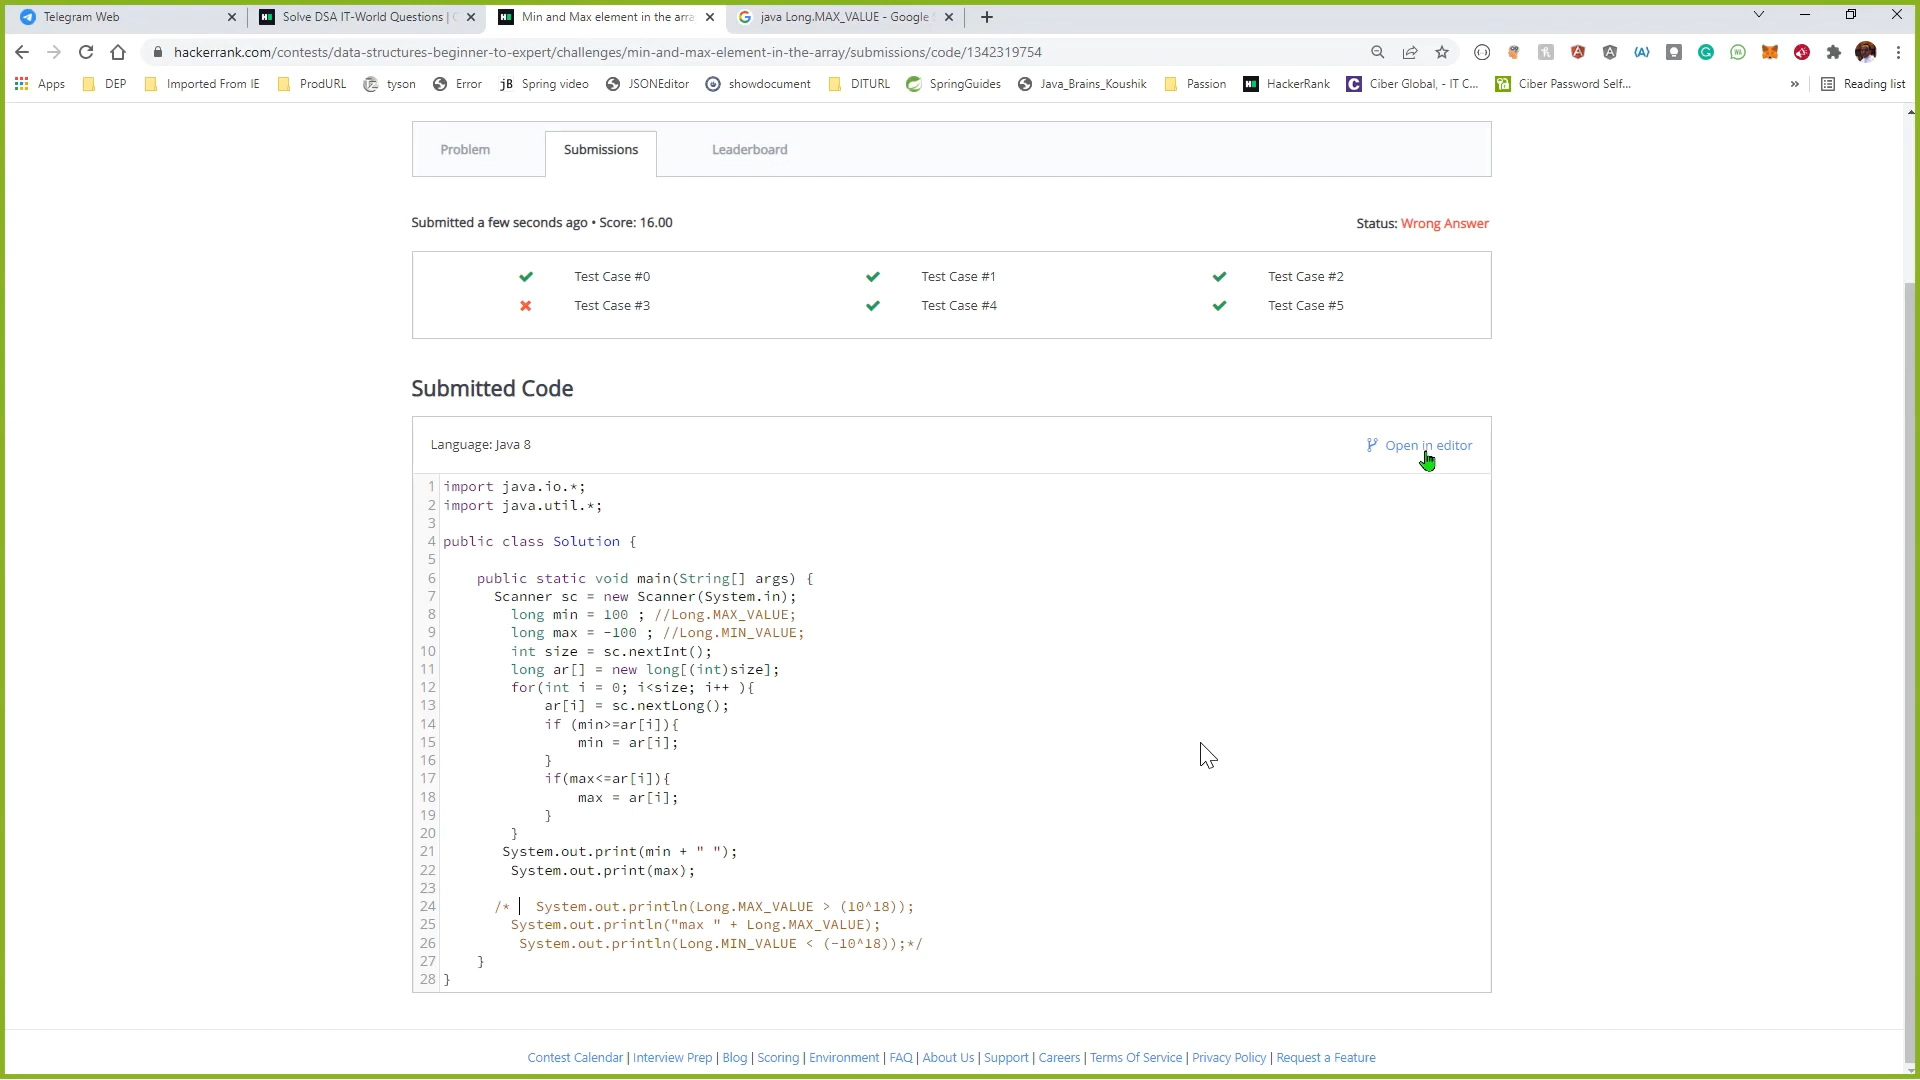 Telegram Web
Solve DSA IT-World Questions |
Min and Max element in the arra
java Long.MAX_VALUE - Google
hackerrank.com/contests/data-structures-beginner-to-expert/challenges/min-and-max-element-in-the-array/submissions/code/1342319754
Apps
DEP
Imported From IE
ProdURL
tyson
Error
jB Spring video
JSONEditor
showdocument
DITURL
SpringGuides
Java_Brains_Koushik
Passion
HackerRank
Ciber Global, - IT C...
Ciber Password Self...
»
Reading list
Problem
Submissions
Leaderboard
Submitted a few seconds ago • Score: 16.00
Status: Wrong Answer
Test Case #0
Test Case #1
Test Case #2
Test Case #3
Test Case #4
Test Case #5
Submitted Code
Language: Java 8
Open in editor
1 import java.io.*;
2 import java.util.*;
3
4 public class Solution {
5
6 public static void main(String[] args) {
7 Scanner sc = new Scanner(System.in);
8 long min = 100 ; //Long.MAX_VALUE;
9 long max = -100 ; //Long.MIN_VALUE;
10 int size = sc.nextInt();
11 long ar[] = new long[(int)size];
12 for(int i = 0; i<size; i++ ){
13 ar[i] = sc.nextLong();
14 if (min>=ar[i]){
15 min = ar[i];
16 }
17 if(max<=ar[i]){
18 max = ar[i];
19 }
20 }
21 System.out.print(min + " ");
22 System.out.print(max);
23
24 /* System.out.println(Long.MAX_VALUE > (10^18));
25 System.out.println("max " + Long.MAX_VALUE);
26 System.out.println(Long.MIN_VALUE < (-10^18));*/
27 }
28 }
Contest Calendar | Interview Prep | Blog | Scoring | Environment | FAQ | About Us | Support | Careers | Terms Of Service | Privacy Policy | Request a Feature